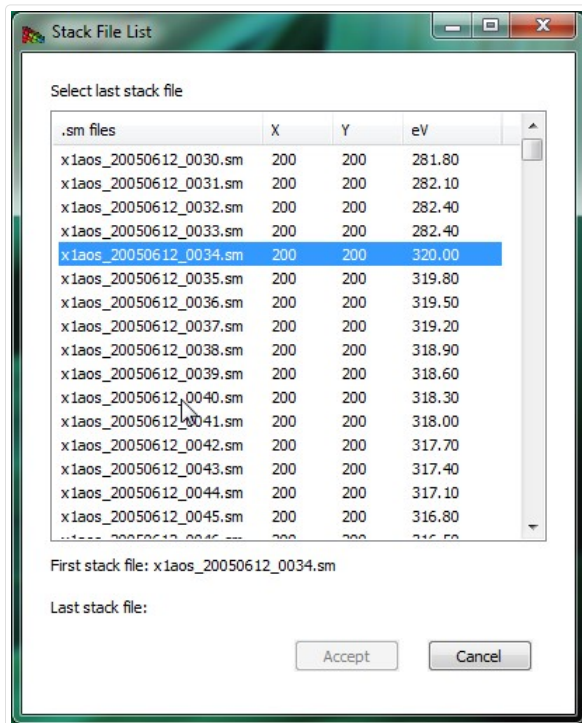 Stack File List
Select last stack file
.sm files X Y eV
x1aos_20050612_0030.sm 200 200 281.80
x1aos_20050612_0031.sm 200 200 282.10
x1aos_20050612_0032.sm 200 200 282.40
x1aos_20050612_0033.sm 200 200 282.40
x1aos_20050612_0034.sm 200 200 320.00
x1aos_20050612_0035.sm 200 200 319.80
x1aos_20050612_0036.sm 200 200 319.50
x1aos_20050612_0037.sm 200 200 319.20
x1aos_20050612_0038.sm 200 200 318.90
x1aos_20050612_0039.sm 200 200 318.60
x1aos_20050612_0040.sm 200 200 318.30
x1aos_20050612_0041.sm 200 200 318.00
x1aos_20050612_0042.sm 200 200 317.70
x1aos_20050612_0043.sm 200 200 317.40
x1aos_20050612_0044.sm 200 200 317.10
x1aos_20050612_0045.sm 200 200 316.80
First stack file: x1aos_20050612_0034.sm
Last stack file:
Accept Cancel